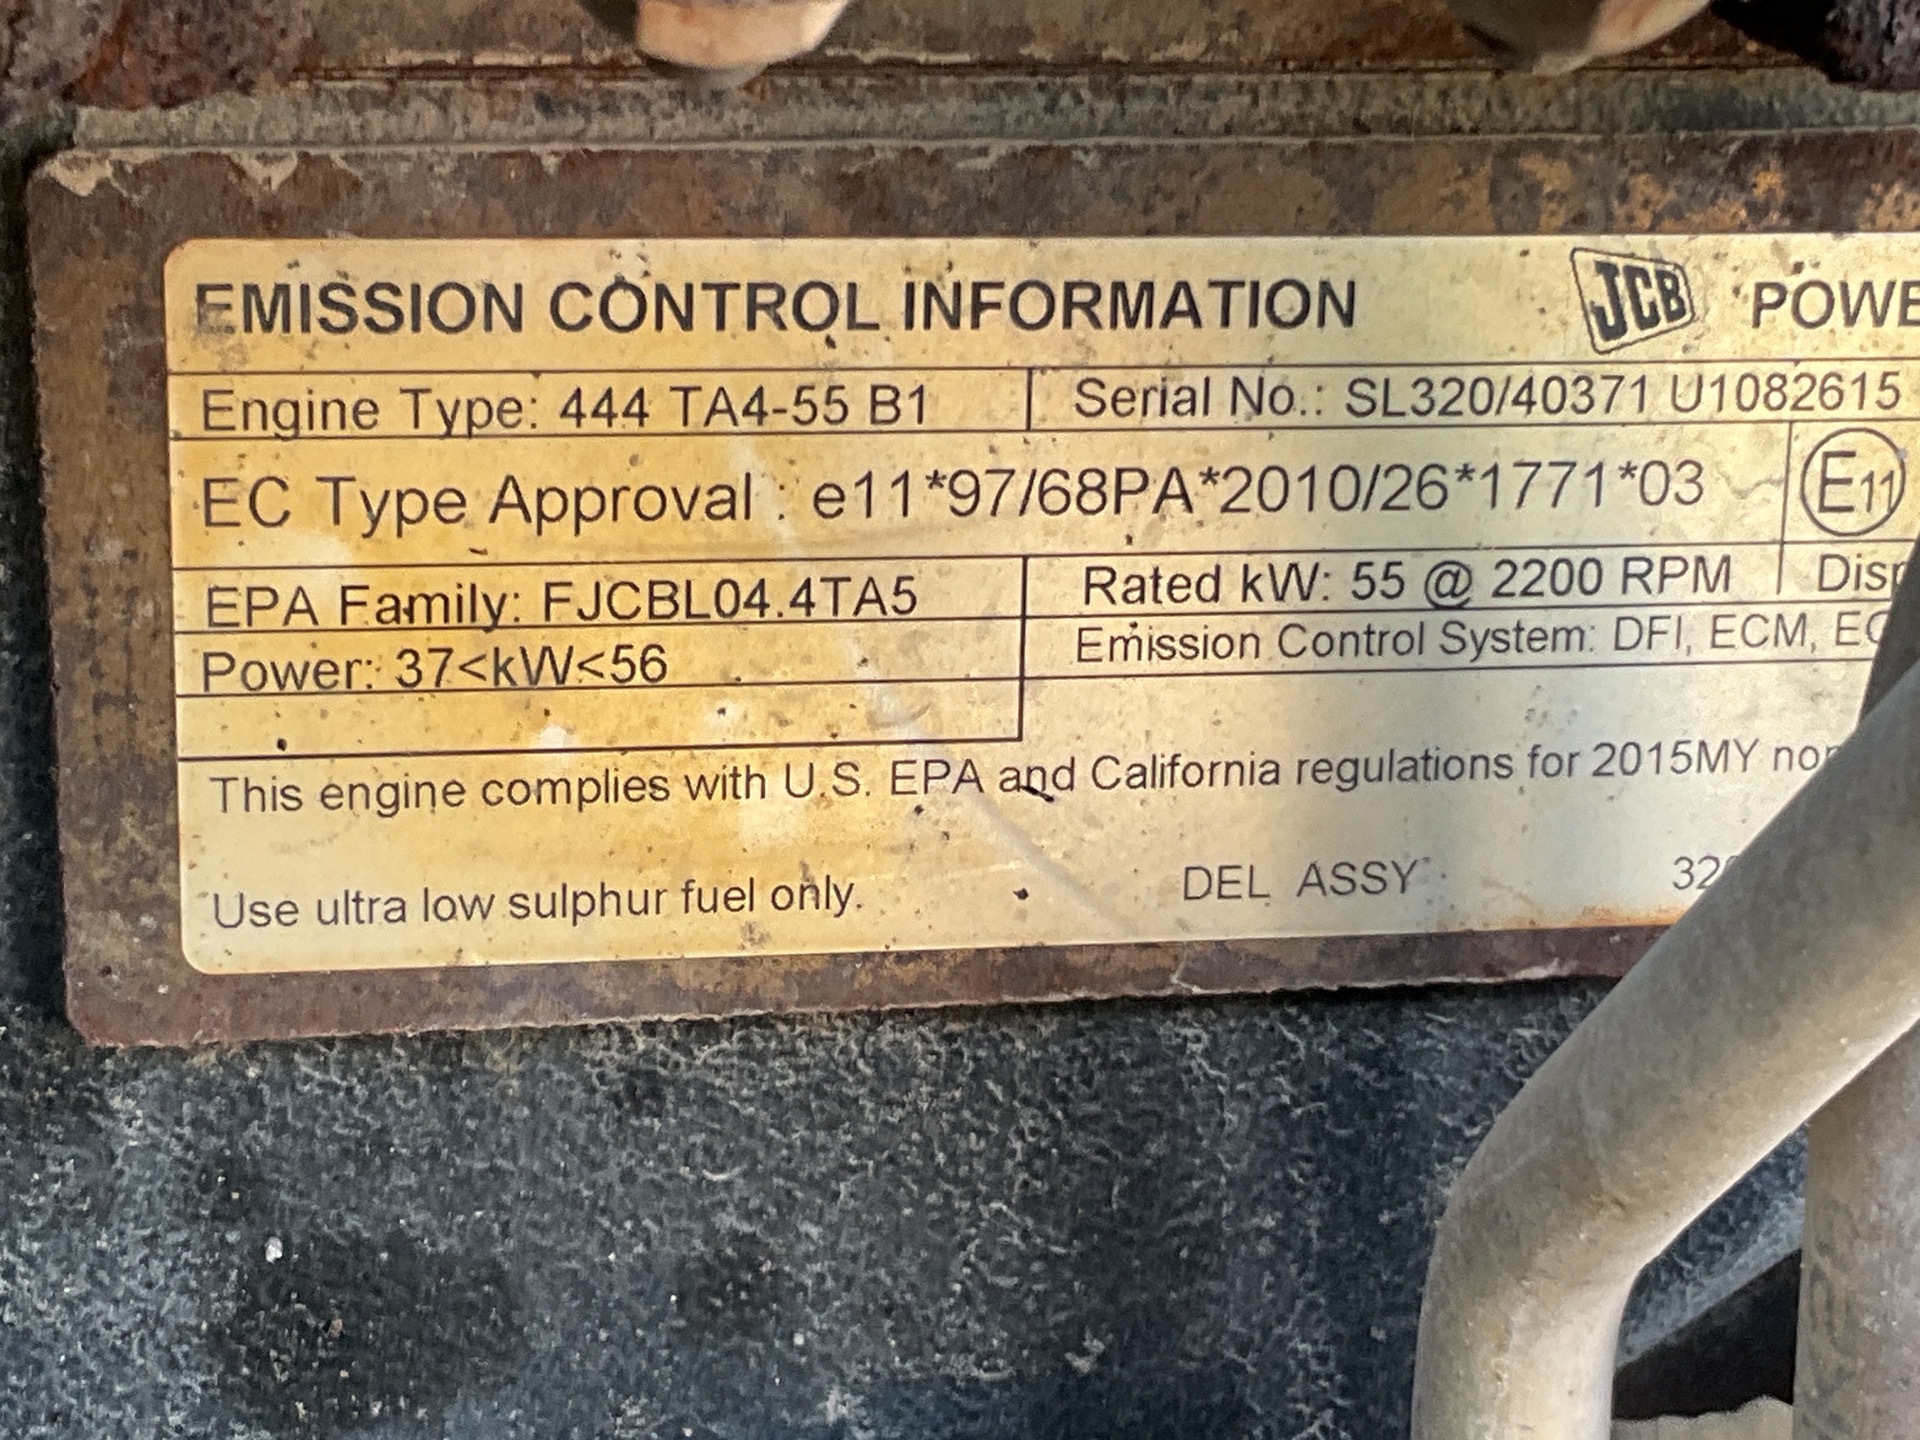 EMISSION CONTROL INFORMATION JCB
Engine Type: 444 TA4-55 B1 Serial No.: SL320/40371 U1082615
EC Type Approval : e11*97/68PA*2010/26*1771*03 E11
EPA Family: FJCBL04.4TA5 Rated kW: 55 @ 2200 RPM
Power: 37<kW<56 Emission Control System: DFI, ECM,
This engine complies with U.S. EPA and California regulations for 2015MY
Use ultra low sulphur fuel only. DEL ASSY